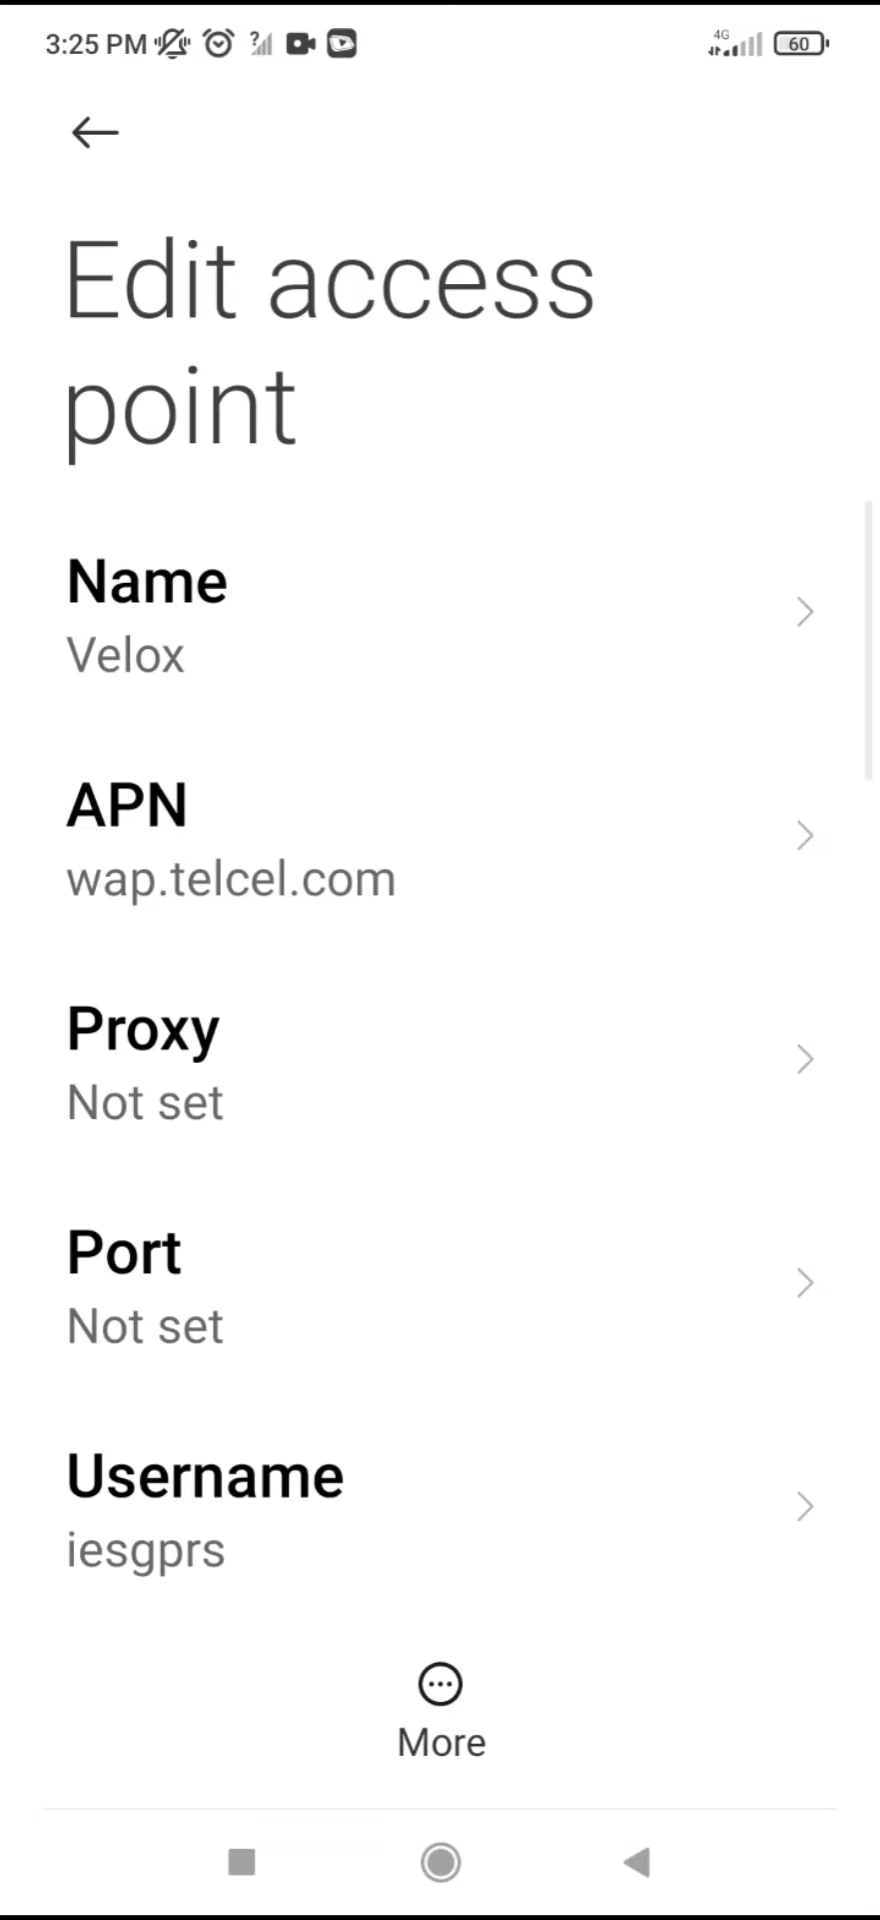 3:25 PM
4G
60
Edit access
point
Name
Velox
APN
wap.telcel.com
Proxy
Not set
Port
Not set
Username
iesgprs
More